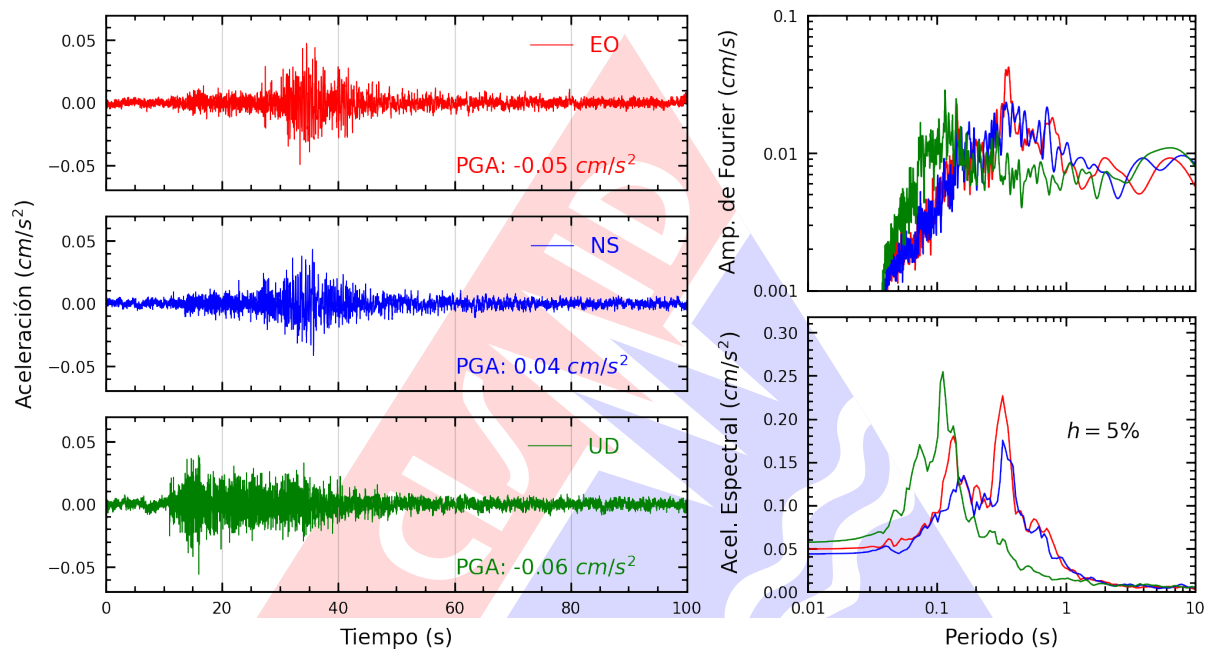 Aceleración (cm/s²)
0.05
0.00
−0.05
EO
PGA: -0.05 cm/s²
0.05
0.00
−0.05
NS
PGA: 0.04 cm/s²
0.05
0.00
−0.05
UD
PGA: -0.06 cm/s²
0 20 40 60 80 100
Tiempo (s)
Amp. de Fourier (cm/s)
0.1
0.01
0.001
Acel. Espectral (cm/s²)
0.30
0.25
0.20
0.15
0.10
0.05
0.00
h = 5%
0.01 0.1 1 10
Periodo (s)
CISMID